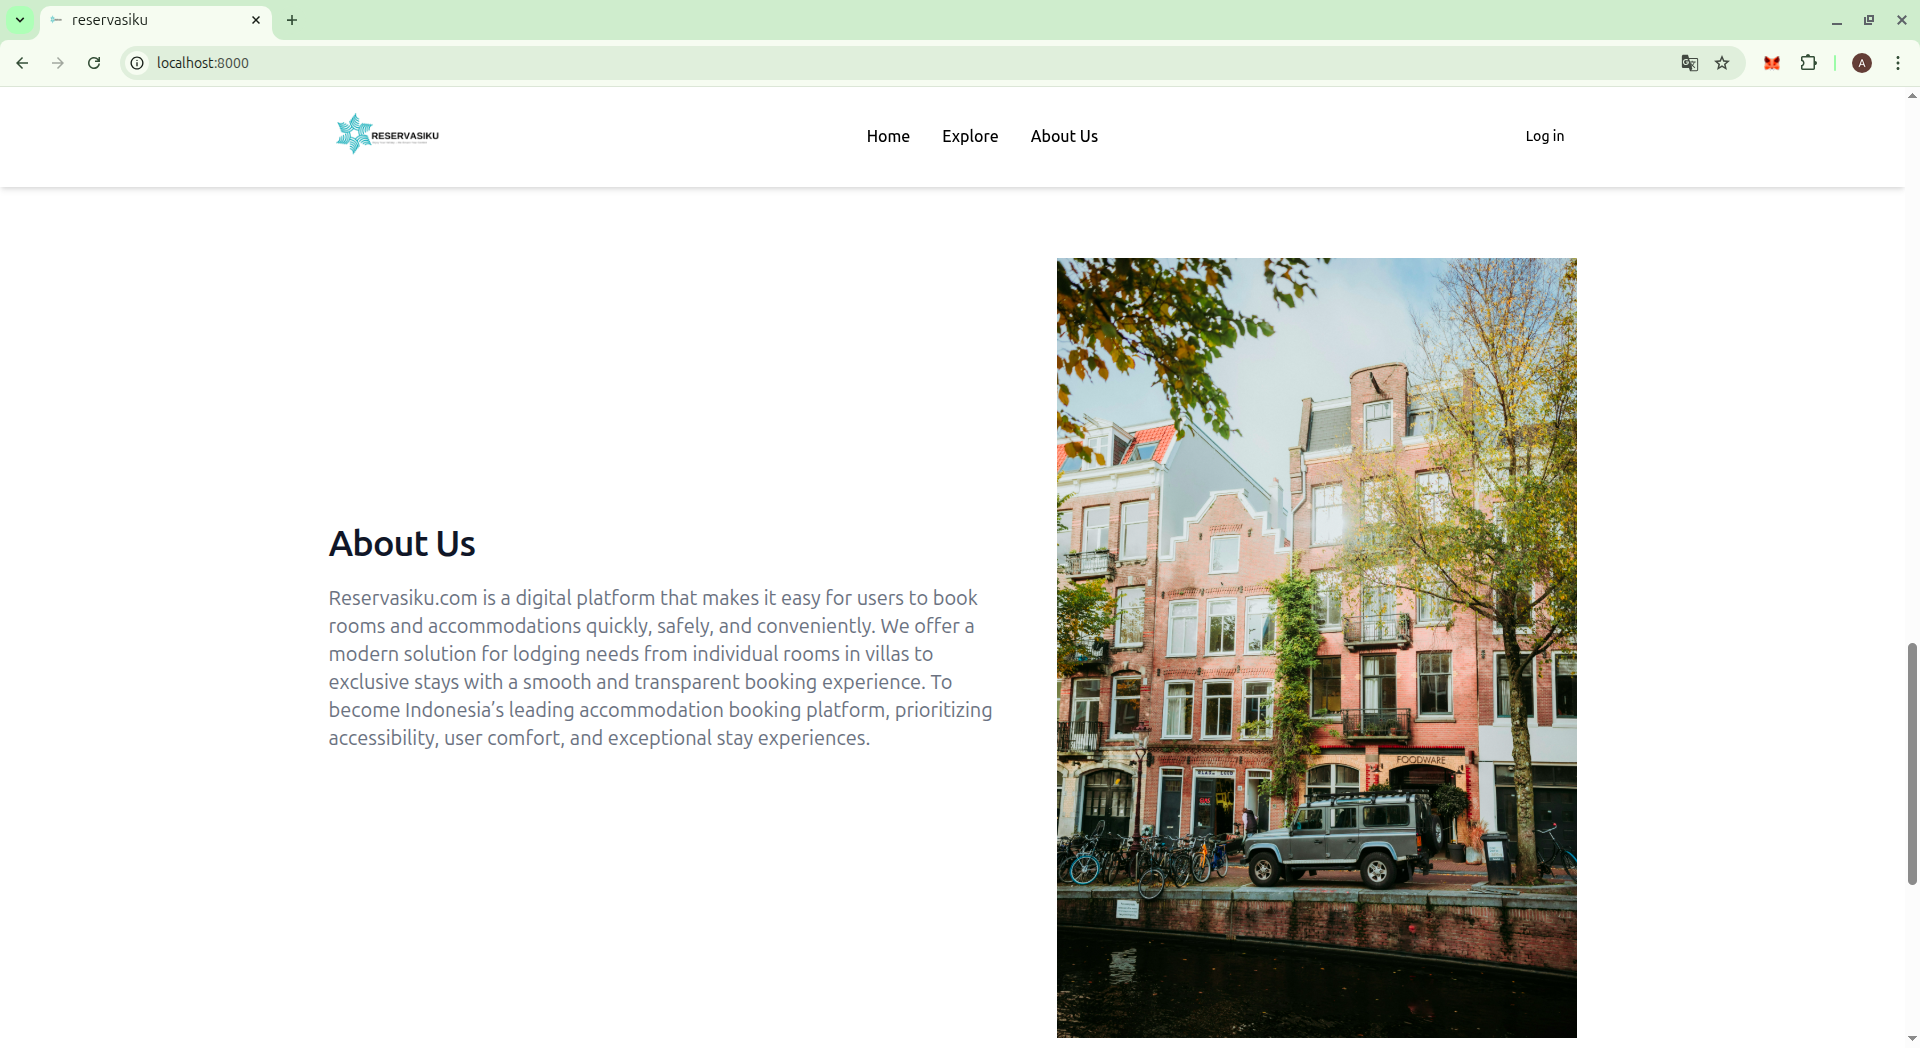 reservasiku
localhost:8000
A
RESERVASIKU
Home
Explore
About Us
Log in
About Us
Reservasiku.com is a digital platform that makes it easy for users to book
rooms and accommodations quickly, safely, and conveniently. We offer a
modern solution for lodging needs from individual rooms in villas to
exclusive stays with a smooth and transparent booking experience. To
become Indonesia’s leading accommodation booking platform, prioritizing
accessibility, user comfort, and exceptional stay experiences.
FOODWARE